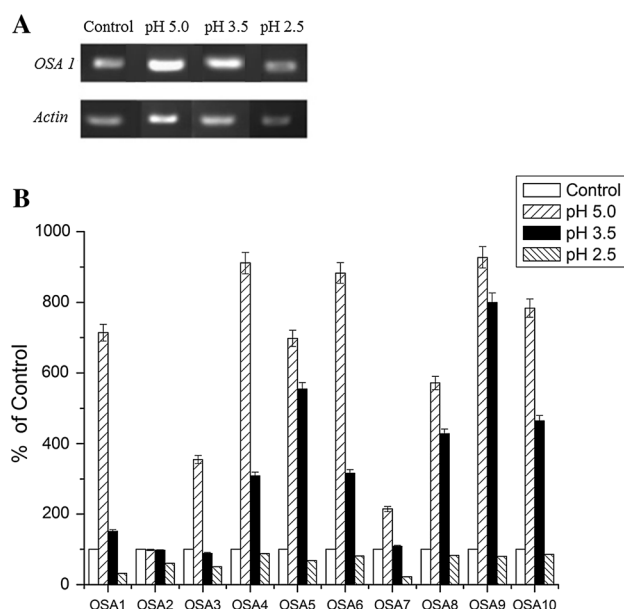 A
Control pH 5.0 pH 3.5 pH 2.5
OSA 1
Actin
B
Control
pH 5.0
pH 3.5
pH 2.5
% of Control
1000
800
600
400
200
0
OSA1 OSA2 OSA3 OSA4 OSA5 OSA6 OSA7 OSA8 OSA9 OSA10